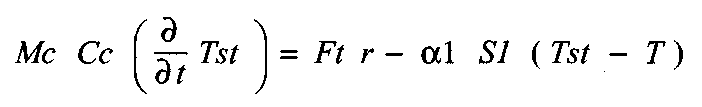 Mc Cc ( ∂/∂t Tst ) = Ft r − α1 S1 ( Tst − T )